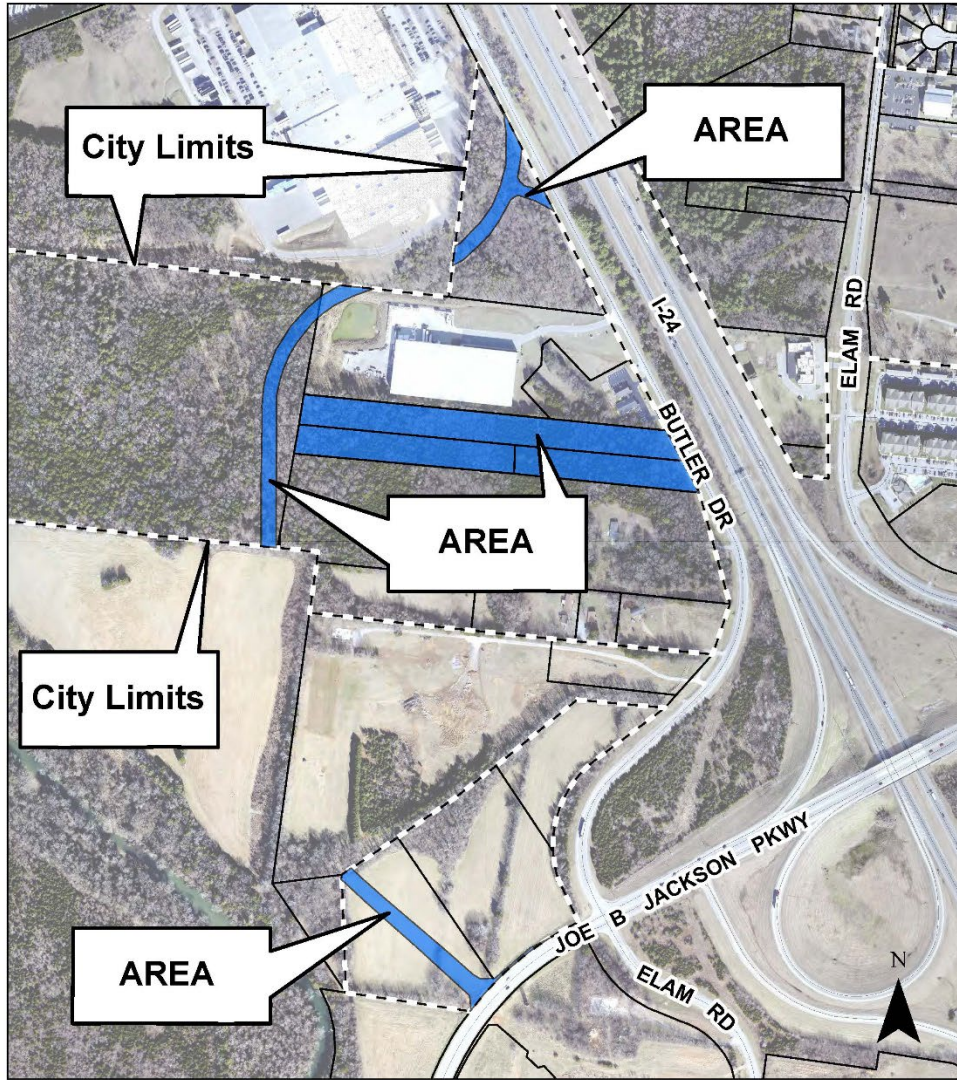 City Limits
AREA
I-24
ELAM RD
BUTLER DR
AREA
City Limits
JOE B JACKSON PKWY
AREA
ELAM RD
N